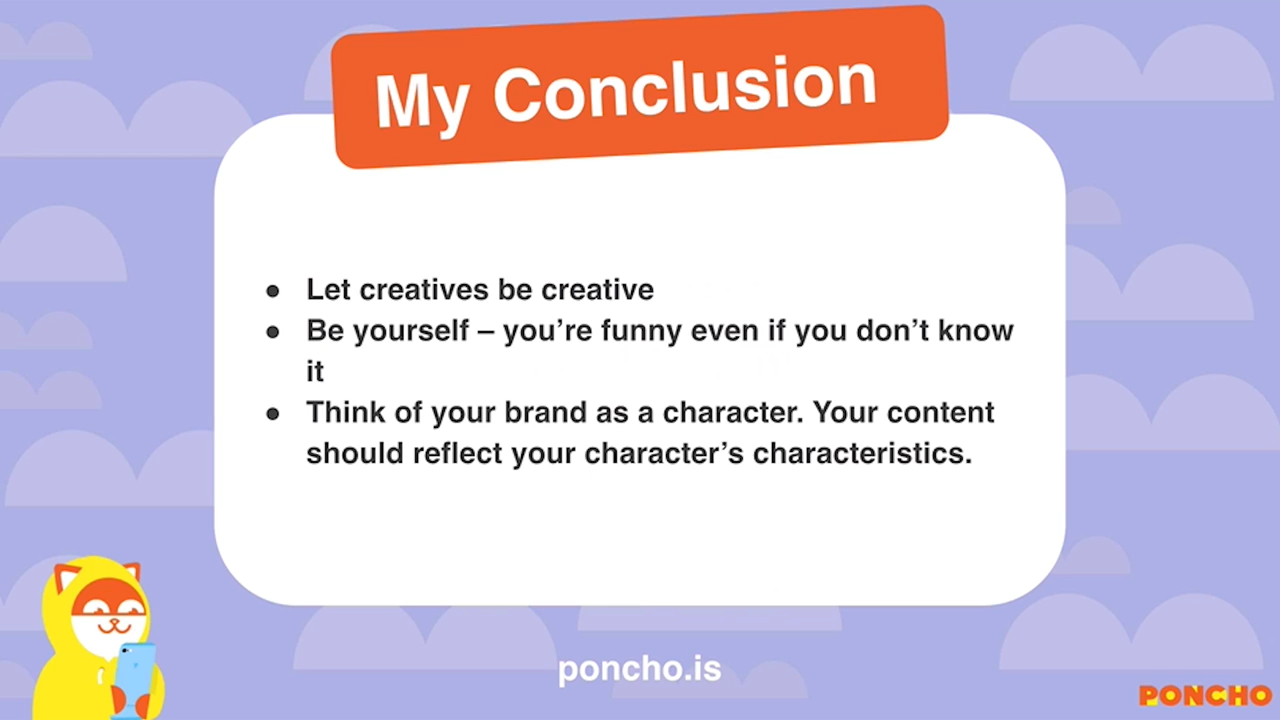 My Conclusion
● Let creatives be creative
● Be yourself – you’re funny even if you don’t know
it
● Think of your brand as a character. Your content
should reflect your character’s characteristics.
poncho.is
PONCHO